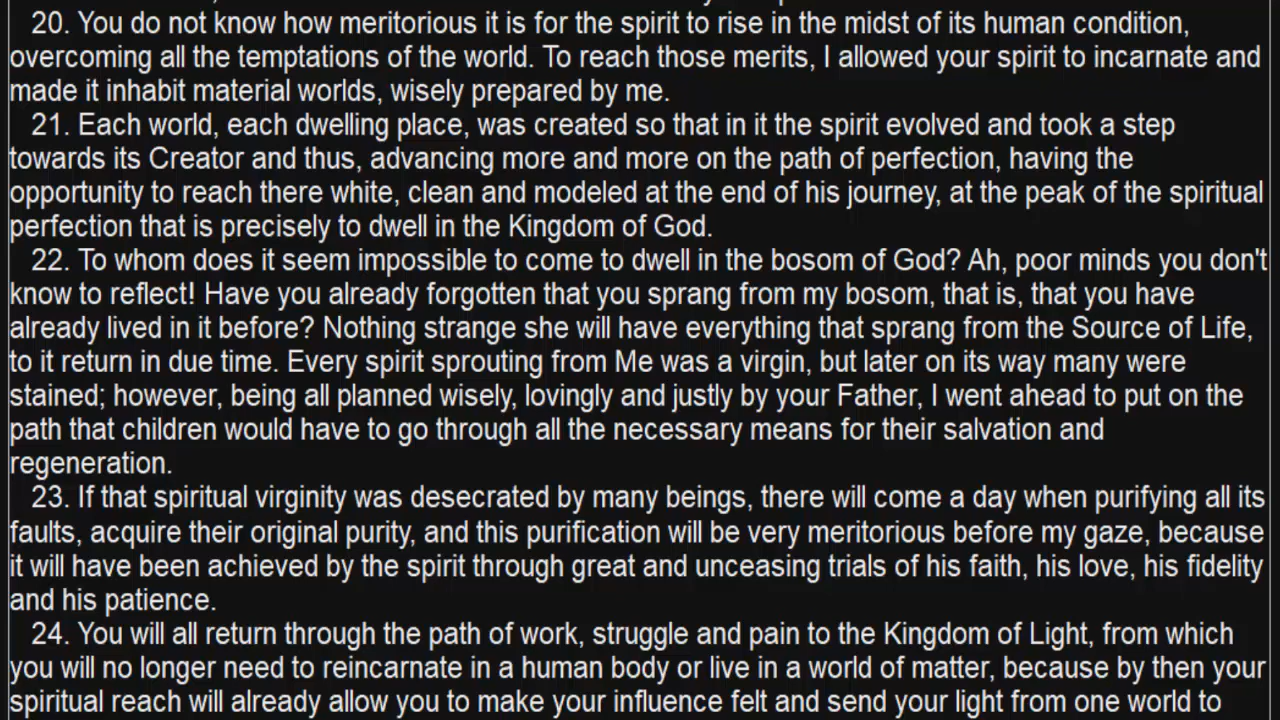 20. You do not know how meritorious it is for the spirit to rise in the midst of its human condition,
overcoming all the temptations of the world. To reach those merits, I allowed your spirit to incarnate and
made it inhabit material worlds, wisely prepared by me.
21. Each world, each dwelling place, was created so that in it the spirit evolved and took a step
towards its Creator and thus, advancing more and more on the path of perfection, having the
opportunity to reach there white, clean and modeled at the end of his journey, at the peak of the spiritual
perfection that is precisely to dwell in the Kingdom of God.
22. To whom does it seem impossible to come to dwell in the bosom of God? Ah, poor minds you don't
know to reflect! Have you already forgotten that you sprang from my bosom, that is, that you have
already lived in it before? Nothing strange she will have everything that sprang from the Source of Life,
to it return in due time. Every spirit sprouting from Me was a virgin, but later on its way many were
stained; however, being all planned wisely, lovingly and justly by your Father, I went ahead to put on the
path that children would have to go through all the necessary means for their salvation and
regeneration.
23. If that spiritual virginity was desecrated by many beings, there will come a day when purifying all its
faults, acquire their original purity, and this purification will be very meritorious before my gaze, because
it will have been achieved by the spirit through great and unceasing trials of his faith, his love, his fidelity
and his patience.
24. You will all return through the path of work, struggle and pain to the Kingdom of Light, from which
you will no longer need to reincarnate in a human body or live in a world of matter, because by then your
spiritual reach will already allow you to make your influence felt and send your light from one world to